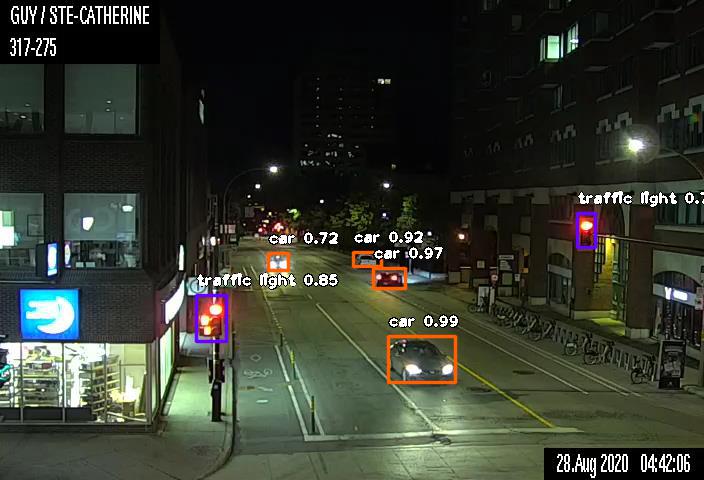 GUY / STE-CATHERINE
317-275
traffic light 0.7
car 0.72
car 0.92
car 0.97
traffic light 0.85
car 0.99
28.Aug 2020 04:42:06